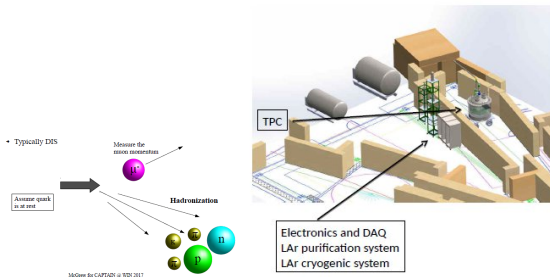 Typically DIS
Measure the
muon momentum
μ
Assume quark
is at rest
Hadronization
K
π
n
π
p
McGrew for CAPTAIN @ WIN 2017
TPC
Electronics and DAQ
LAr purification system
LAr cryogenic system